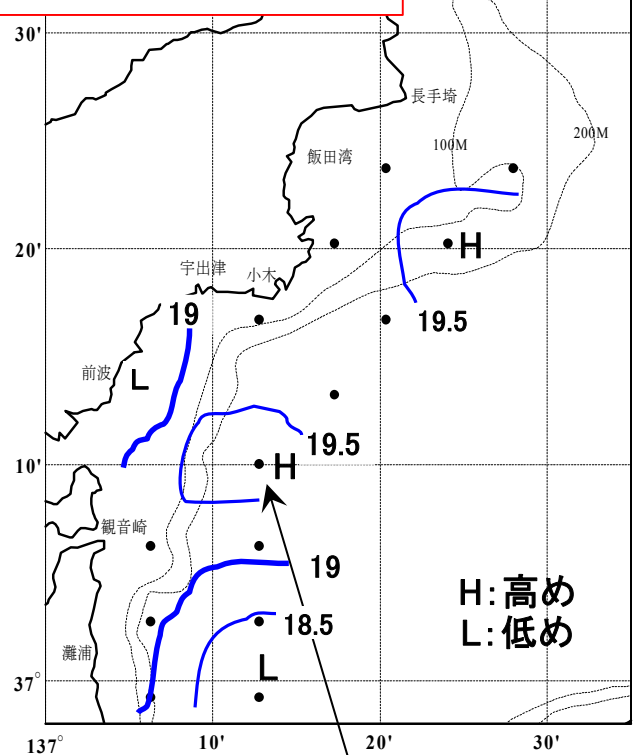 30'
長手埼
100M
200M
飯田湾
20'
H
宇出津
小木
19
19.5
前波
L
19.5
10'
H
観音崎
19
H:高め
18.5
L:低め
灘浦
L
37°
137°
10'
20'
30'